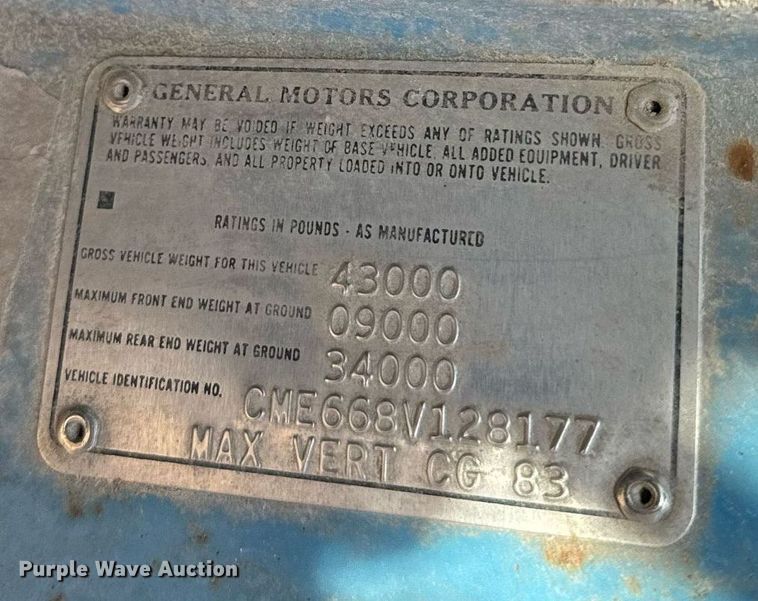 GENERAL MOTORS CORPORATION
WARRANTY MAY BE VOIDED IF WEIGHT EXCEEDS ANY OF RATINGS SHOWN. GROSS
VEHICLE WEIGHT INCLUDES WEIGHT OF BASE VEHICLE, ALL ADDED EQUIPMENT, DRIVER
AND PASSENGERS, AND ALL PROPERTY LOADED INTO OR ONTO VEHICLE.
RATINGS IN POUNDS - AS MANUFACTURED
GROSS VEHICLE WEIGHT FOR THIS VEHICLE 43000
MAXIMUM FRONT END WEIGHT AT GROUND 09000
MAXIMUM REAR END WEIGHT AT GROUND 34000
VEHICLE IDENTIFICATION NO. CME668V128177
MAX VERT CG 83
Purple Wave Auction